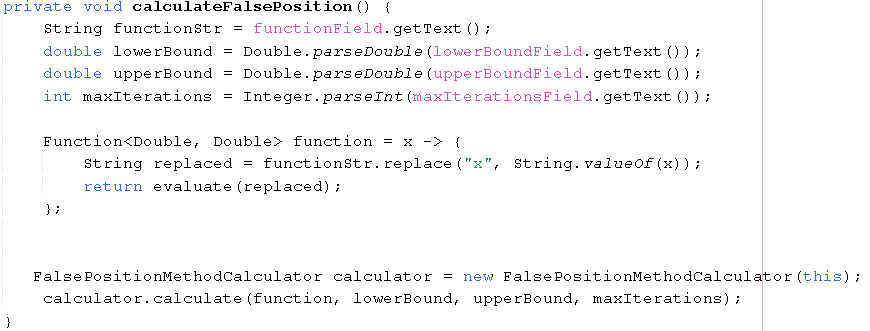 private void calculateFalsePosition() {
    String functionStr = functionField.getText();
    double lowerBound = Double.parseDouble(lowerBoundField.getText());
    double upperBound = Double.parseDouble(upperBoundField.getText());
    int maxIterations = Integer.parseInt(maxIterationsField.getText());

    Function<Double, Double> function = x -> {
        String replaced = functionStr.replace("x", String.valueOf(x));
        return evaluate(replaced);
    };


   FalsePositionMethodCalculator calculator = new FalsePositionMethodCalculator(this);
    calculator.calculate(function, lowerBound, upperBound, maxIterations);
}